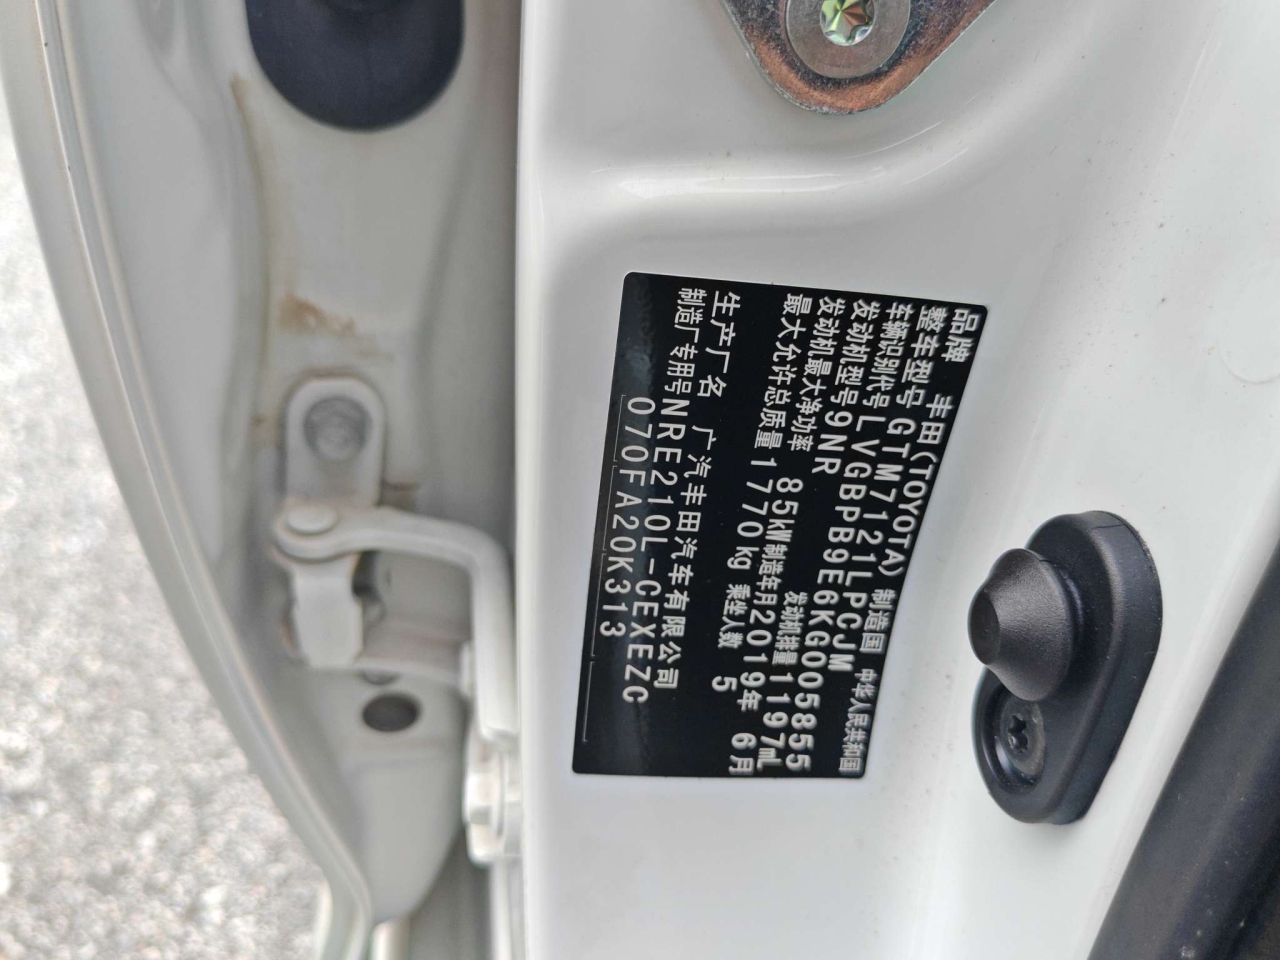 品牌 丰田(TOYOTA) 制造国 中华人民共和国
整车型号 GTM7121LPCJM
车辆识别代号 LVGBPB9E6KG005855
发动机型号 9NR 发动机排量 1197mL
发动机最大净功率 85kW 制造年月 2019年 6月
最大允许总质量 1770kg 乘坐人数 5
生产厂名 广汽丰田汽车有限公司
制造厂专用号 NRE210L-CEXEZC
070FA20K313